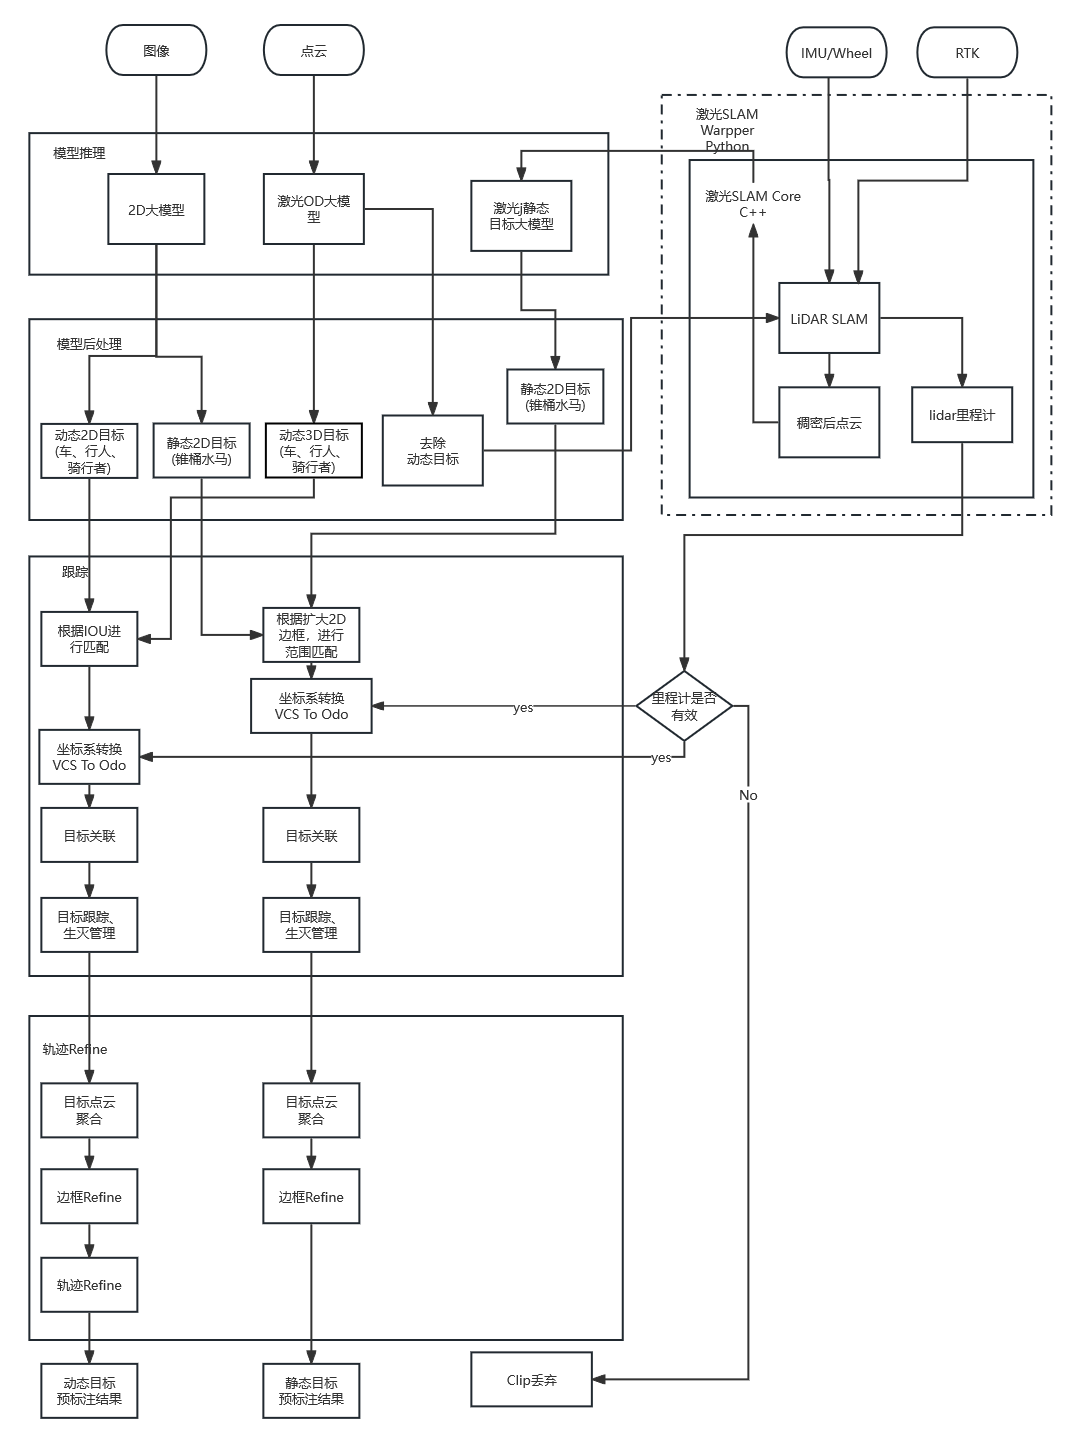 图像
点云
IMU/Wheel
RTK
激光SLAM
Warpper
Python
模型推理
2D大模型
激光OD大模
型
激光j静态
目标大模型
激光SLAM Core
C++
LiDAR SLAM
稠密后点云
lidar里程计
模型后处理
动态2D目标
(车、行人、
骑行者)
静态2D目标
(锥桶水马)
动态3D目标
(车、行人、
骑行者)
去除
动态目标
静态2D目标
(锥桶水马)
跟踪
根据IOU进
行匹配
根据扩大2D
边框，进行
范围匹配
坐标系转换
VCS To Odo
yes
里程计是否
有效
坐标系转换
VCS To Odo
yes
No
目标关联
目标关联
目标跟踪、
生灭管理
目标跟踪、
生灭管理
轨迹Refine
目标点云
聚合
目标点云
聚合
边框Refine
边框Refine
轨迹Refine
动态目标
预标注结果
静态目标
预标注结果
Clip丢弃